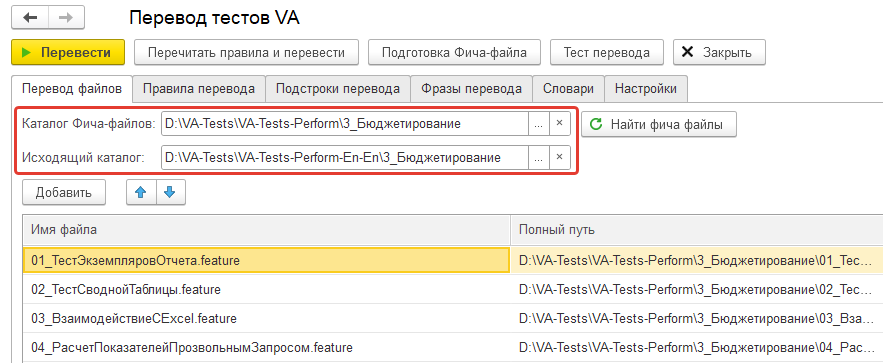 Перевод тестов VA
Перевести Перечитать правила и перевести Подготовка Фича-файла Тест перевода Закрыть
Перевод файлов Правила перевода Подстроки перевода Фразы перевода Словари Настройки
Каталог Фича-файлов: D:\VA-Tests\VA-Tests-Perform\3_Бюджетирование ... × Найти фича файлы
Исходящий каталог: D:\VA-Tests\VA-Tests-Perform-En-En\3_Бюджетирование ... ×
Добавить
Имя файла Полный путь
01_ТестЭкземпляровОтчета.feature D:\VA-Tests\VA-Tests-Perform\3_Бюджетирование\01_Тес...
02_ТестСводнойТаблицы.feature D:\VA-Tests\VA-Tests-Perform\3_Бюджетирование\02_Тес...
03_ВзаимодействиеСExcel.feature D:\VA-Tests\VA-Tests-Perform\3_Бюджетирование\03_Вза...
04_РасчетПоказателейПрозвольнымЗапросом.feature D:\VA-Tests\VA-Tests-Perform\3_Бюджетирование\04_Рас...